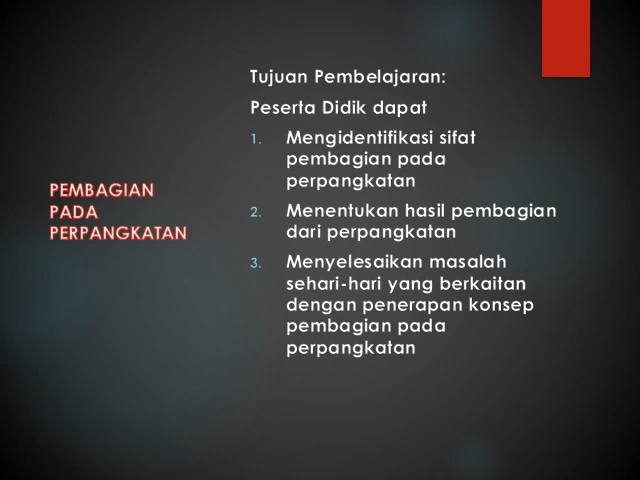 PEMBAGIAN
PADA
PERPANGKATAN
Tujuan Pembelajaran:
Peserta Didik dapat
1. Mengidentifikasi sifat
pembagian pada
perpangkatan
2. Menentukan hasil pembagian
dari perpangkatan
3. Menyelesaikan masalah
sehari-hari yang berkaitan
dengan penerapan konsep
pembagian pada
perpangkatan